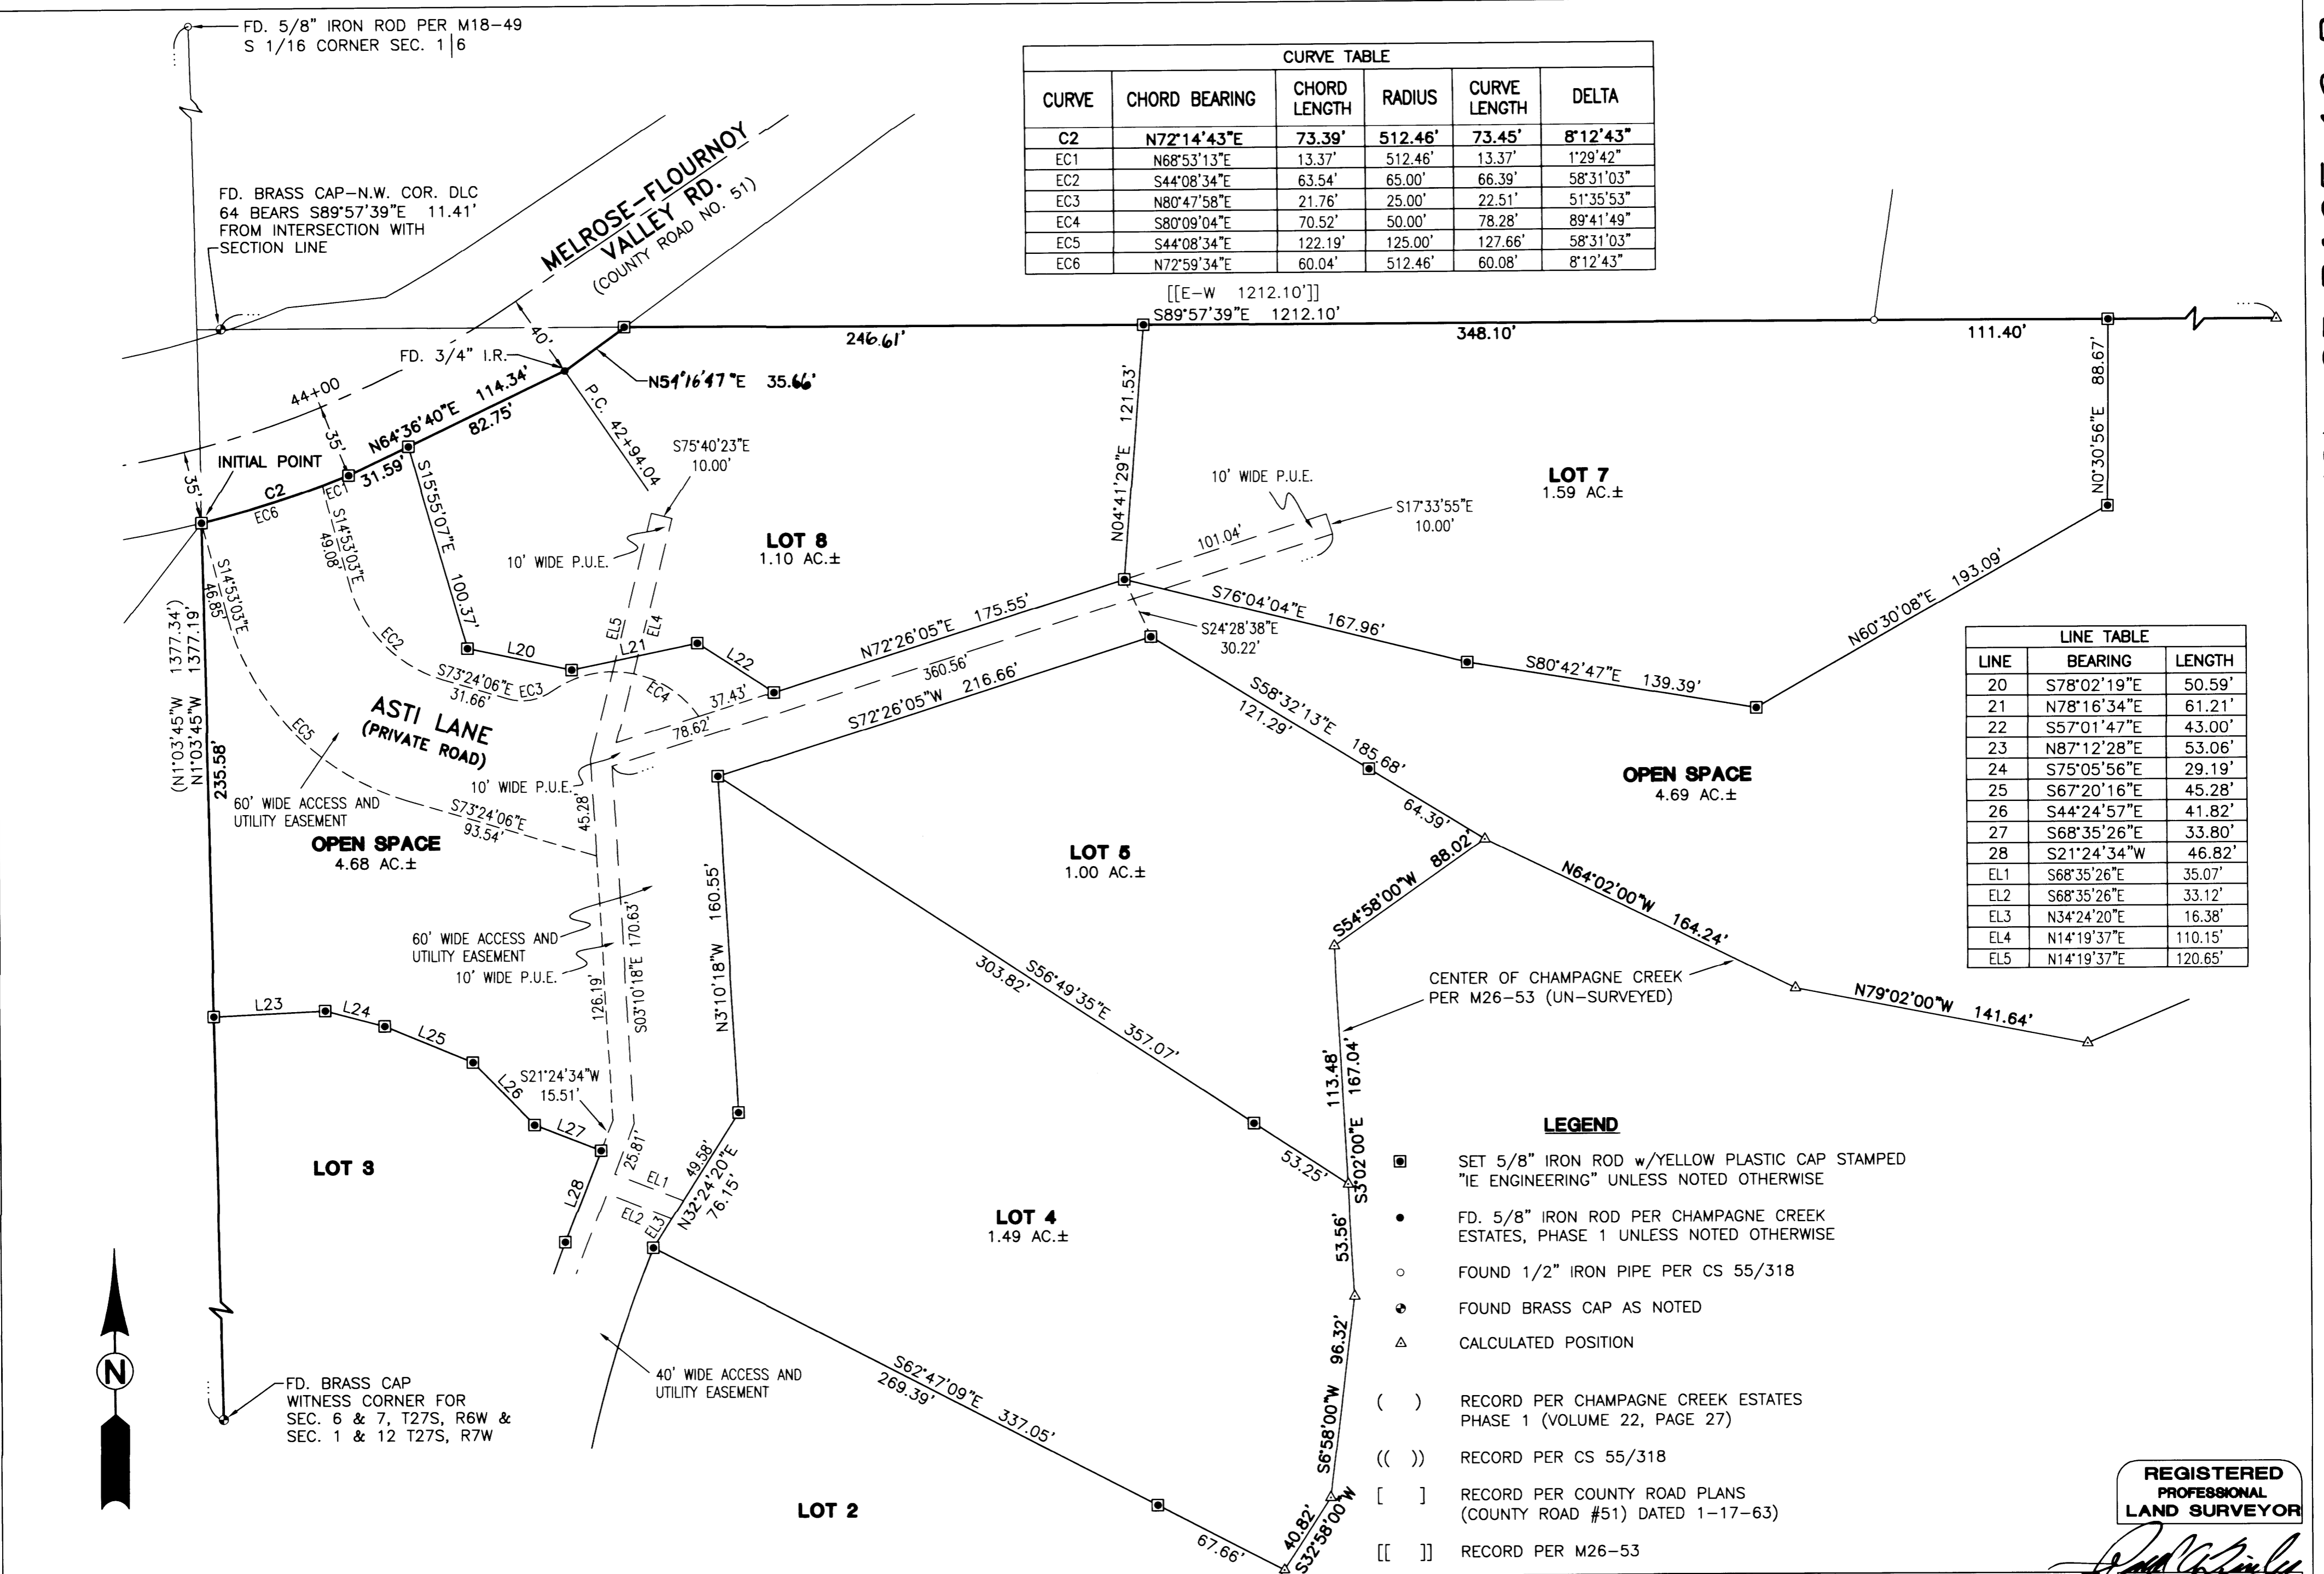 FD. 5/8" IRON ROD PER M18-49
S 1/16 CORNER SEC. 1|6
FD. BRASS CAP-N.W. COR. DLC
64 BEARS S89°57'39"E 11.41'
FROM INTERSECTION WITH
SECTION LINE
MELROSE-FLOURNOY
VALLEY RD.
(COUNTY ROAD NO. 51)
CURVE TABLE
CURVE CHORD BEARING CHORD LENGTH RADIUS CURVE LENGTH DELTA
C2 N72°14'43"E 73.39' 512.46' 73.45' 8°12'43"
EC1 N68°53'13"E 13.37' 512.46' 13.37' 1°29'42"
EC2 S44°08'34"E 63.54' 65.00' 66.39' 58°31'03"
EC3 N80°47'58"E 21.76' 25.00' 22.51' 51°35'53"
EC4 S80°09'04"E 70.52' 50.00' 78.28' 89°41'49"
EC5 S44°08'34"E 122.19' 125.00' 127.66' 58°31'03"
EC6 N72°59'34"E 60.04' 512.46' 60.08' 8°12'43"
[[E-W 1212.10']]
S89°57'39"E 1212.10'
246.61'
348.10'
111.40'
40'
FD. 3/4" I.R.
N54°16'47"E 35.66'
44+00
35'
N64°36'40"E 114.34'
82.75'
31.59'
P.C. 42+94.04
INITIAL POINT
35'
C2
EC6
EC1
S75°40'23"E
10.00'
S15°55'07"E 100.37'
N04°41'29"E 121.53'
10' WIDE P.U.E.
LOT 7
1.59 AC.±
S17°33'55"E
10.00'
101.04'
N0°30'56"E 88.67'
LOT 8
1.10 AC.±
10' WIDE P.U.E.
S14°53'03"E
49.08'
S14°53'03"E
46.85'
EC2
EL5
EL4
L20
L21
L22
N72°26'05"E 175.55'
360.56'
S24°28'38"E
30.22'
S76°04'04"E 167.96'
S80°42'47"E 139.39'
N60°30'08"E 193.09'
S73°24'06"E
31.66'
EC3
EC4
37.43'
78.62'
S72°26'05"W 216.66'
ASTI LANE
(PRIVATE ROAD)
EC5
(N1°03'45"W 1377.34')
N1°03'45"W 1377.19'
235.58'
60' WIDE ACCESS AND
UTILITY EASEMENT
10' WIDE P.U.E.
S73°24'06"E
93.54'
45.28'
OPEN SPACE
4.68 AC.±
S58°32'13"E 185.68'
121.29'
64.39'
OPEN SPACE
4.69 AC.±
LINE TABLE
LINE BEARING LENGTH
20 S78°02'19"E 50.59'
21 N78°16'34"E 61.21'
22 S57°01'47"E 43.00'
23 N87°12'28"E 53.06'
24 S75°05'56"E 29.19'
25 S67°20'16"E 45.28'
26 S44°24'57"E 41.82'
27 S68°35'26"E 33.80'
28 S21°24'34"W 46.82'
EL1 S68°35'26"E 35.07'
EL2 S68°35'26"E 33.12'
EL3 N34°24'20"E 16.38'
EL4 N14°19'37"E 110.15'
EL5 N14°19'37"E 120.65'
LOT 5
1.00 AC.±
S54°58'00"W 88.02'
N64°02'00"W 164.24'
N79°02'00"W 141.64'
CENTER OF CHAMPAGNE CREEK
PER M26-53 (UN-SURVEYED)
N3°10'18"W 160.55'
60' WIDE ACCESS AND
UTILITY EASEMENT
10' WIDE P.U.E.
126.19'
S03°10'18"E 170.63'
S56°49'35"E 357.07'
303.82'
53.25'
113.48'
S3°02'00"E 167.04'
53.56'
L23
L24
L25
L26
L27
L28
S21°24'34"W
15.51'
25.81'
EL1
EL2
EL3
49.58'
N32°24'20"E
76.15'
LOT 3
LOT 4
1.49 AC.±
40' WIDE ACCESS AND
UTILITY EASEMENT
S62°47'09"E 337.05'
269.39'
67.66'
S6°58'00"W 96.32'
40.82'
S32°58'00"W
LOT 2
N
FD. BRASS CAP
WITNESS CORNER FOR
SEC. 6 & 7, T27S, R6W &
SEC. 1 & 12 T27S, R7W
LEGEND
SET 5/8" IRON ROD w/YELLOW PLASTIC CAP STAMPED
"IE ENGINEERING" UNLESS NOTED OTHERWISE
FD. 5/8" IRON ROD PER CHAMPAGNE CREEK
ESTATES, PHASE 1 UNLESS NOTED OTHERWISE
FOUND 1/2" IRON PIPE PER CS 55/318
FOUND BRASS CAP AS NOTED
CALCULATED POSITION
( ) RECORD PER CHAMPAGNE CREEK ESTATES
PHASE 1 (VOLUME 22, PAGE 27)
(( )) RECORD PER CS 55/318
[ ] RECORD PER COUNTY ROAD PLANS
(COUNTY ROAD #51) DATED 1-17-63)
[[ ]] RECORD PER M26-53
REGISTERED
PROFESSIONAL
LAND SURVEYOR